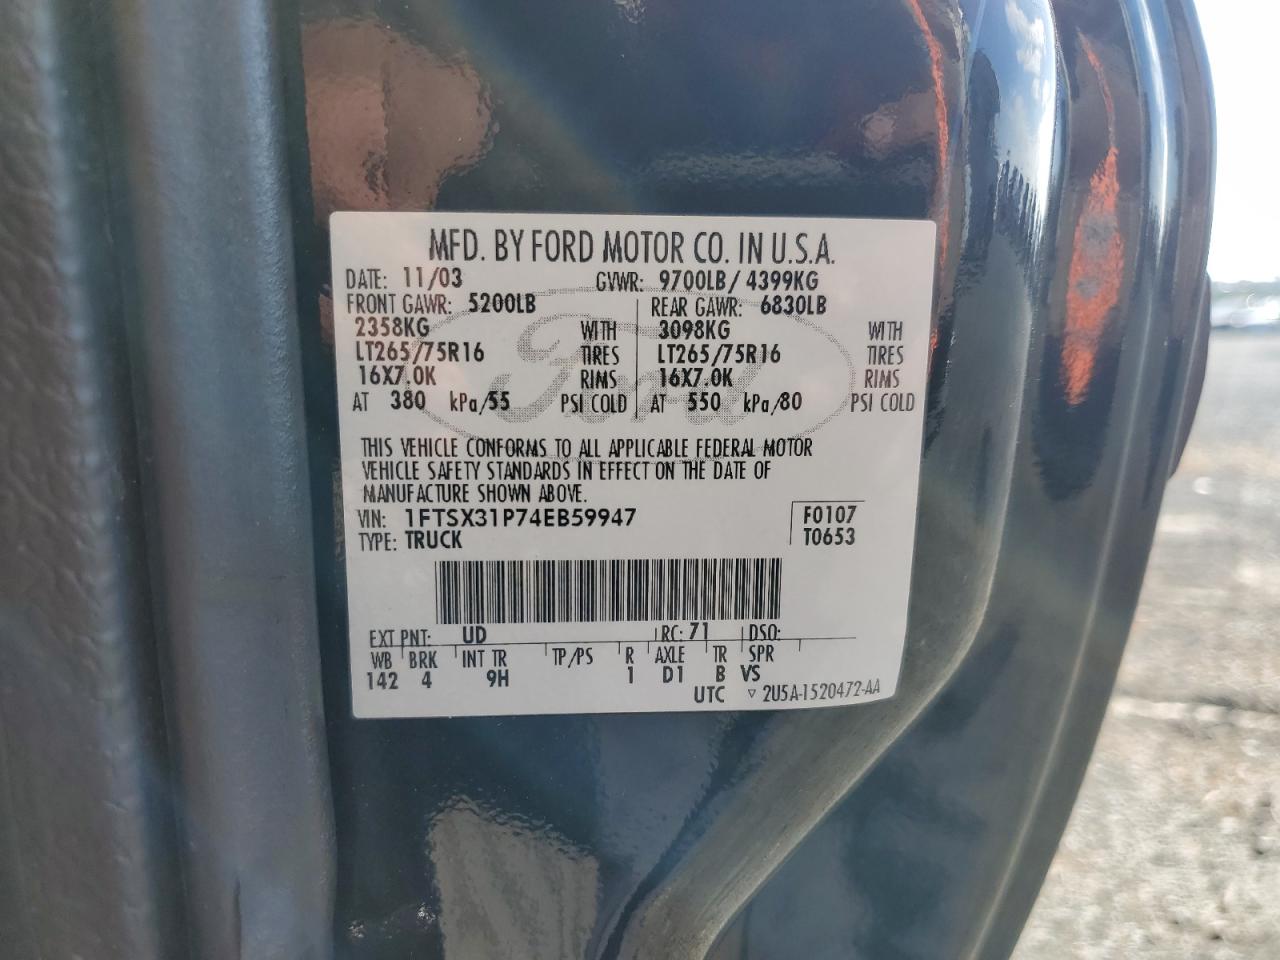 MFD. BY FORD MOTOR CO. IN U.S.A.
DATE: 11/03 GVWR: 9700LB/ 4399KG
FRONT GAWR: 5200LB REAR GAWR: 6830LB
2358KG WITH 3098KG WITH
LT265/75R16 TIRES LT265/75R16 TIRES
16X7.0K RIMS 16X7.0K RIMS
AT 380 kPa/55 PSI COLD AT 550 kPa/80 PSI COLD
Ford
THIS VEHICLE CONFORMS TO ALL APPLICABLE FEDERAL MOTOR
VEHICLE SAFETY STANDARDS IN EFFECT ON THE DATE OF
MANUFACTURE SHOWN ABOVE.
VIN: 1FTSX31P74EB59947 F0107
TYPE: TRUCK T0653
EXT PNT: UD RC: 71 DSO:
WB BRK INT TR TP/PS R AXLE TR SPR
142 4 9H 1 D1 B VS
UTC ▽ 2U5A-1520472-AA